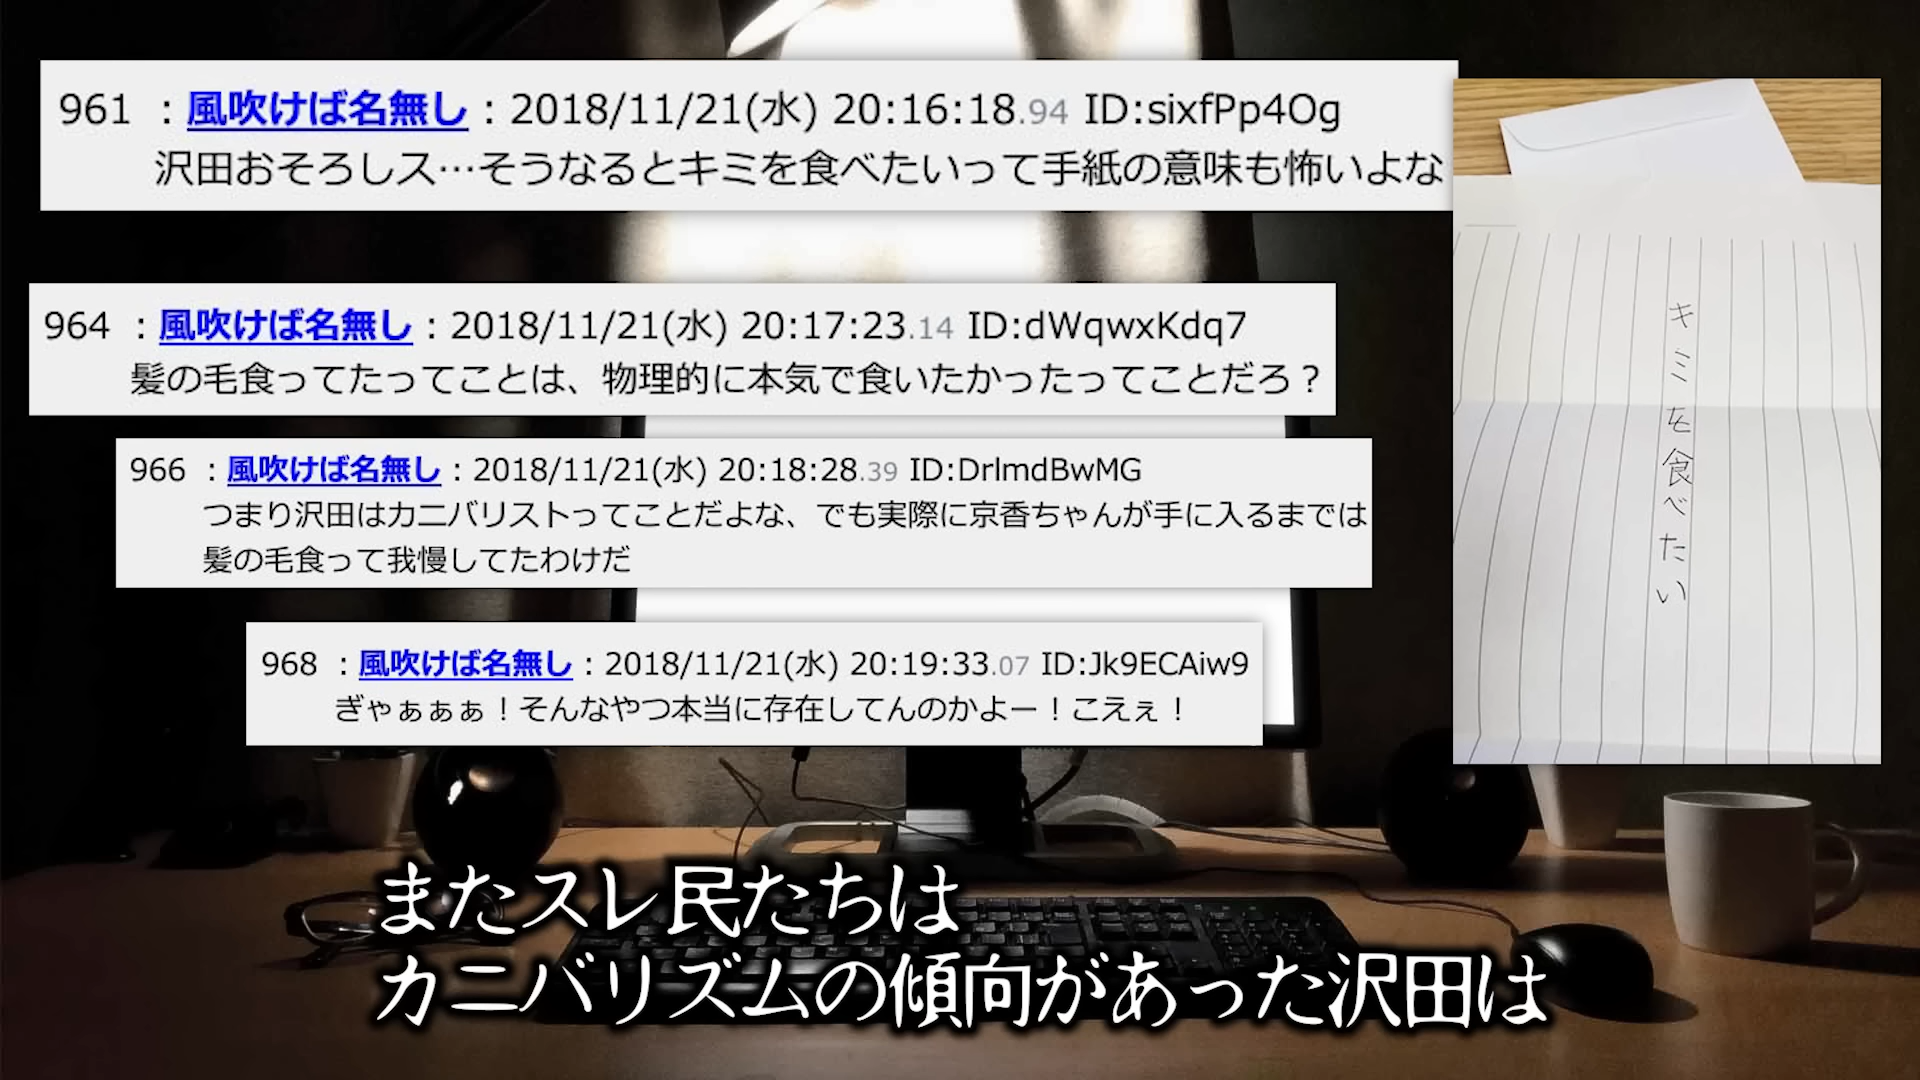 961 ：風吹けば名無し：2018/11/21(水) 20:16:18.94 ID:sixfPp4Og
沢田おそろしス…そうなるとキミを食べたいって手紙の意味も怖いよな
964 ：風吹けば名無し：2018/11/21(水) 20:17:23.14 ID:dWqwxKdq7
髪の毛食ってたってことは、物理的に本気で食いたかったってことだろ？
966 ：風吹けば名無し：2018/11/21(水) 20:18:28.39 ID:DrlmdBwMG
つまり沢田はカニバリストってことだよな、でも実際に京香ちゃんが手に入るまでは
髪の毛食って我慢してたわけだ
968 ：風吹けば名無し：2018/11/21(水) 20:19:33.07 ID:Jk9ECAiw9
ぎゃぁぁぁ！そんなやつ本当に存在してんのかよー！こえぇ！
キミを食べたい
またスレ民たちは
カニバリズムの傾向があった沢田は